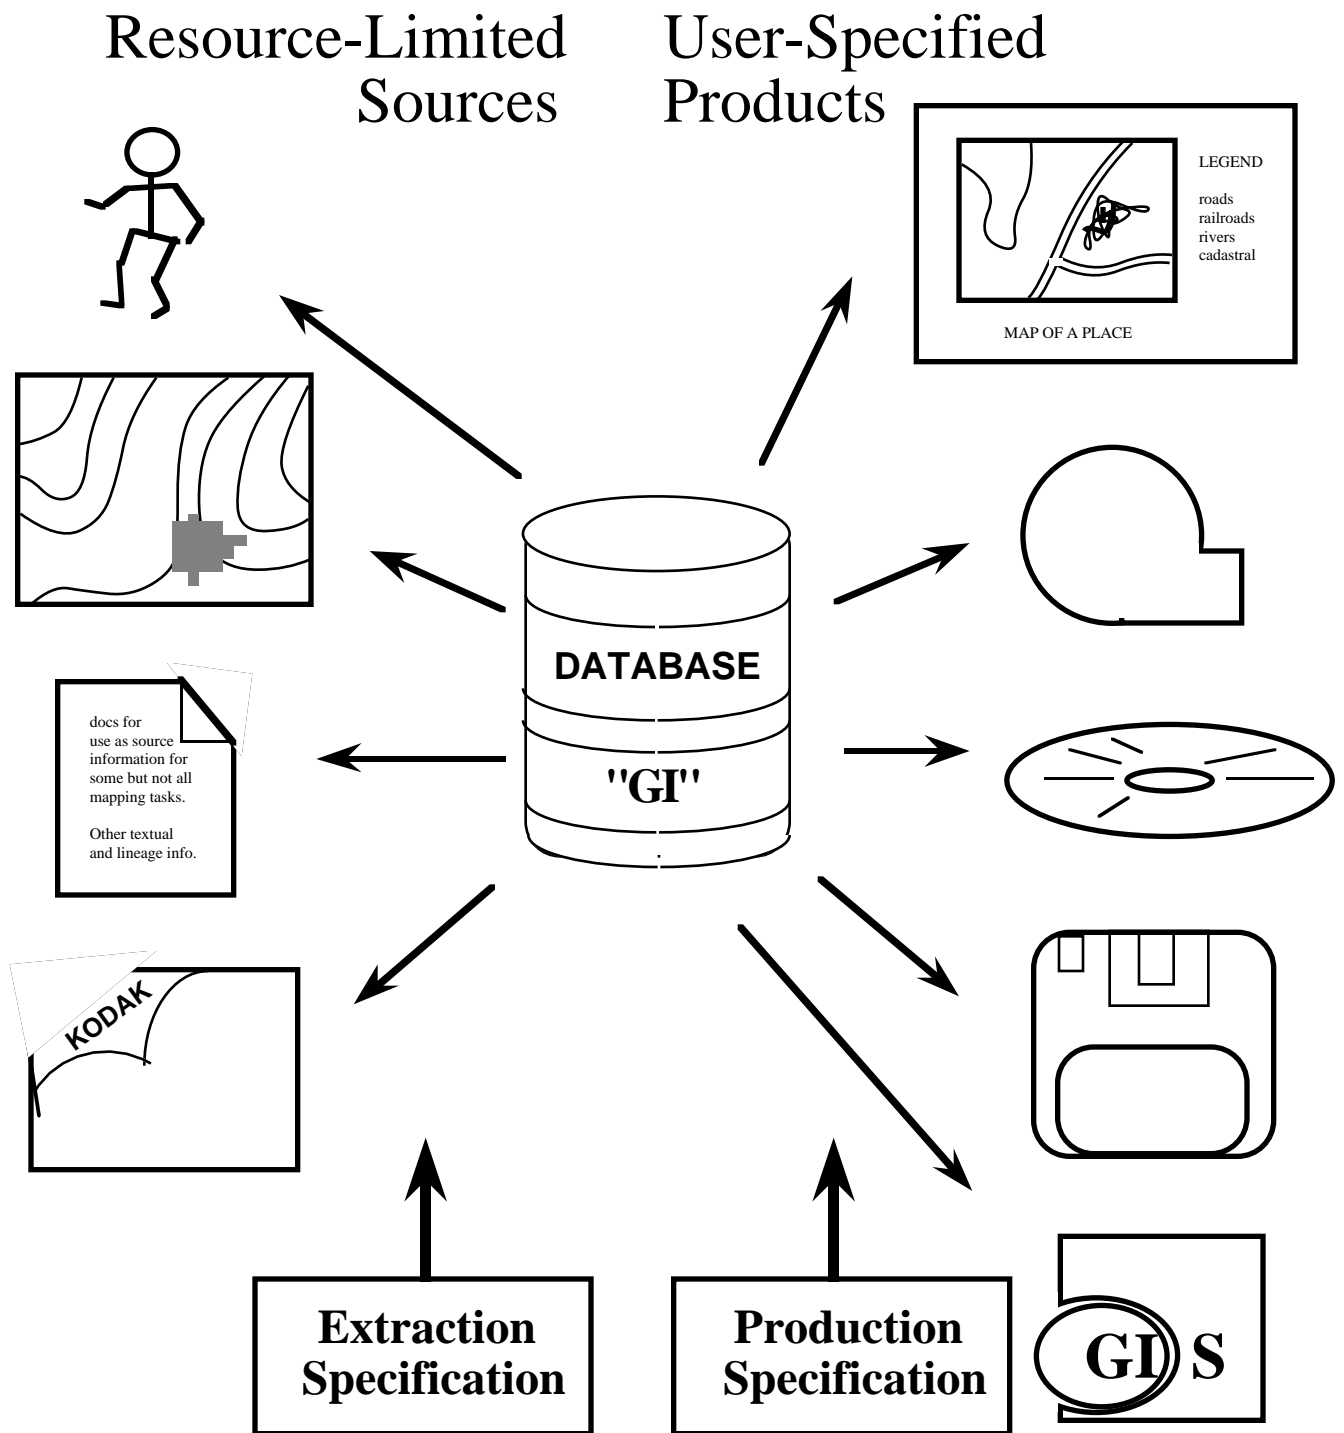 Resource-Limited
Sources
User-Specified
Products
LEGEND
roads
railroads
rivers
cadastral
MAP OF A PLACE
DATABASE
"GI"
docs for
use as source
information for
some but not all
mapping tasks.
Other textual
and lineage info.
KODAK
Extraction
Specification
Production
Specification
GI S